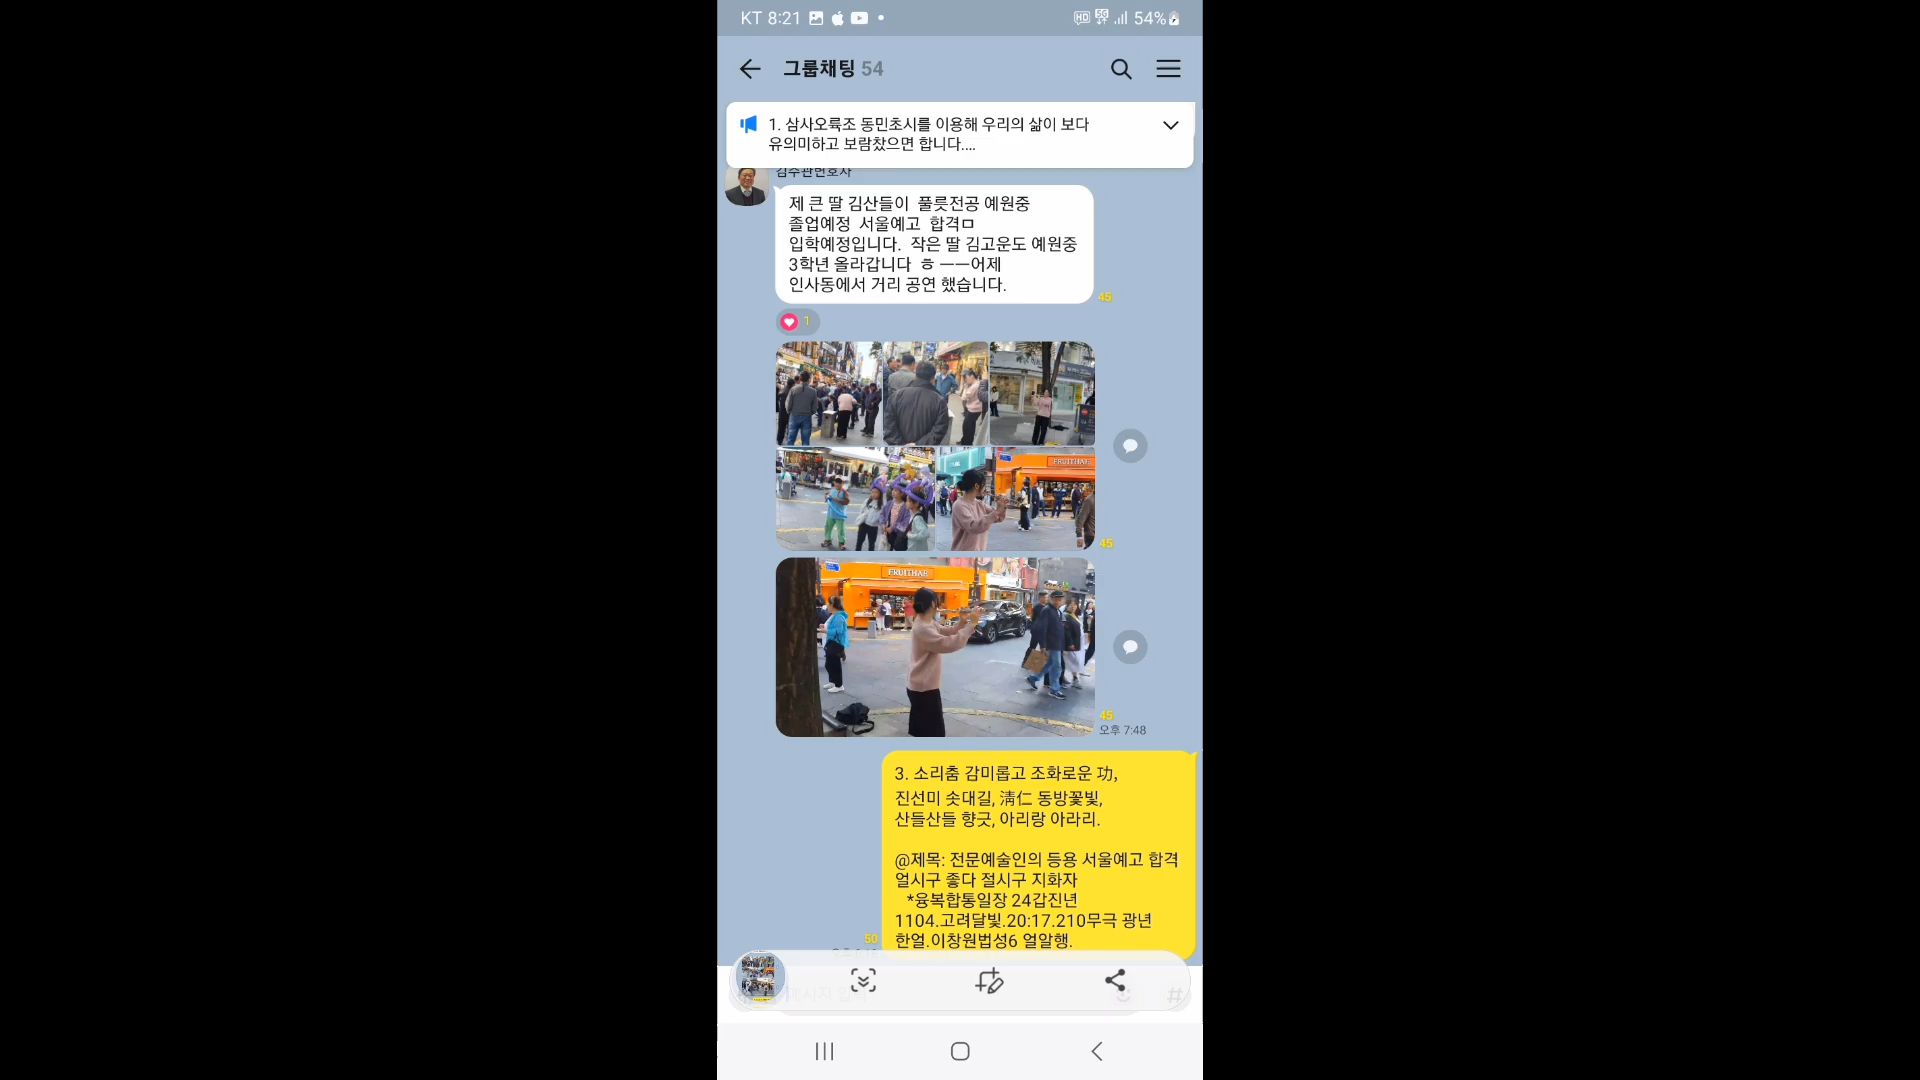 KT 8:21
54%
그룹채팅 54
1. 삼사오륙조 동민초시를 이용해 우리의 삶이 보다
유의미하고 보람찼으면 합니다....
제 큰 딸 김산들이 풀륫전공 예원중
졸업예정 서울예고 합격ㅁ
입학예정입니다. 작은 딸 김고운도 예원중
3학년 올라갑니다 ㅎ ㅡㅡ어제
인사동에서 거리 공연 했습니다.
45
1
FRUITHAE
45
FRUITHAE
45
오후 7:48
3. 소리춤 감미롭고 조화로운 功,
진선미 솟대길, 淸仁 동방꽃빛,
산들산들 향긋, 아리랑 아라리.
@제목: 전문예술인의 등용 서울예고 합격
얼시구 좋다 절시구 지화자
*융복합통일장 24갑진년
1104.고려달빛.20:17.210무극 광년
한얼.이창원법성6 얼알행.
50